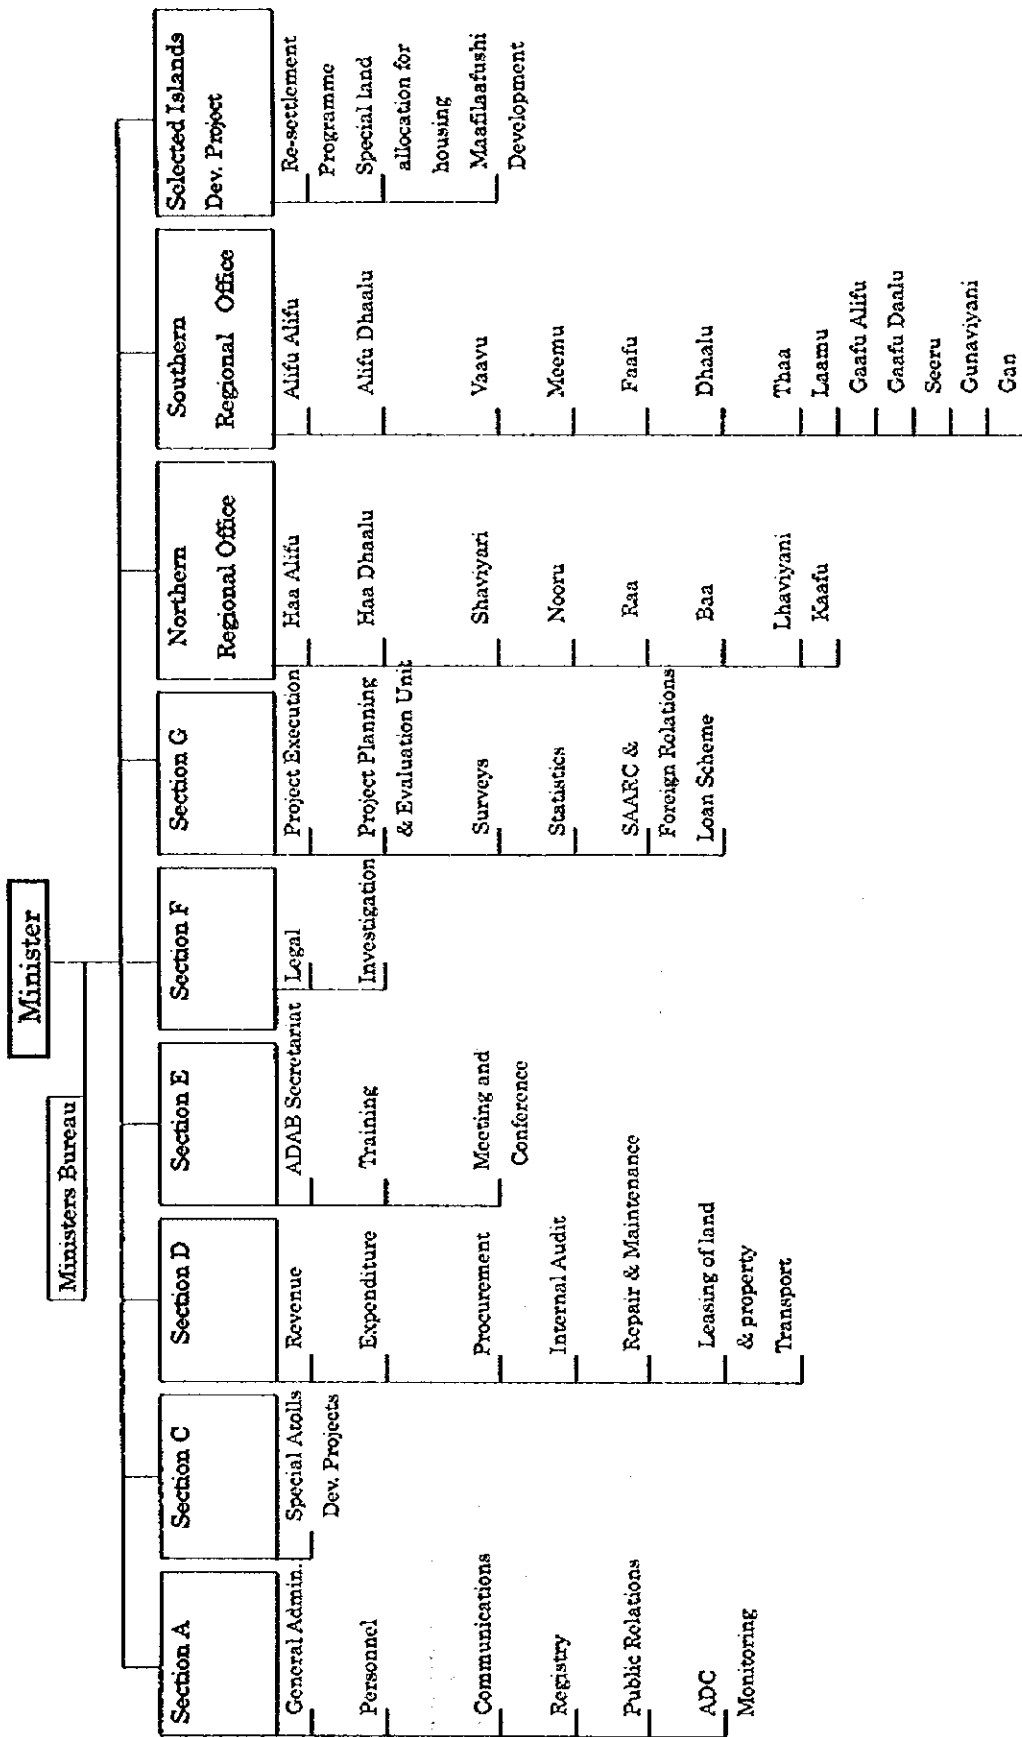 Minister
Ministers Bureau
Section A
General Admin.
Personnel
Communications
Registry
Public Relations
ADC
Monitoring
Section C
Special Atolls
Dev. Projects
Section D
Revenue
Expenditure
Procurement
Internal Audit
Repair & Maintenance
Leasing of land
& property
Transport
Section E
ADAB Secretariat
Training
Meeting and
Conference
Section F
Legal
Investigation
Section G
Project Execution
Project Planning
& Evaluation Unit
Surveys
Statistics
SAARC &
Foreign Relations
Loan Scheme
Northern
Regional Office
Haa Alifu
Haa Dhaalu
Shaviyari
Nooru
Raa
Baa
Lhaviyani
Kaafu
Southern
Regional Office
Alifu Alifu
Alifu Dhaalu
Vaavu
Meemu
Faafu
Dhaalu
Thaa
Laamu
Gaafu Alifu
Gaafu Daalu
Seeru
Gunaviyani
Gan
Selected Islands
Dev. Project
Re-settlement
Programme
Special land
allocation for
housing
Maafilaafushi
Development